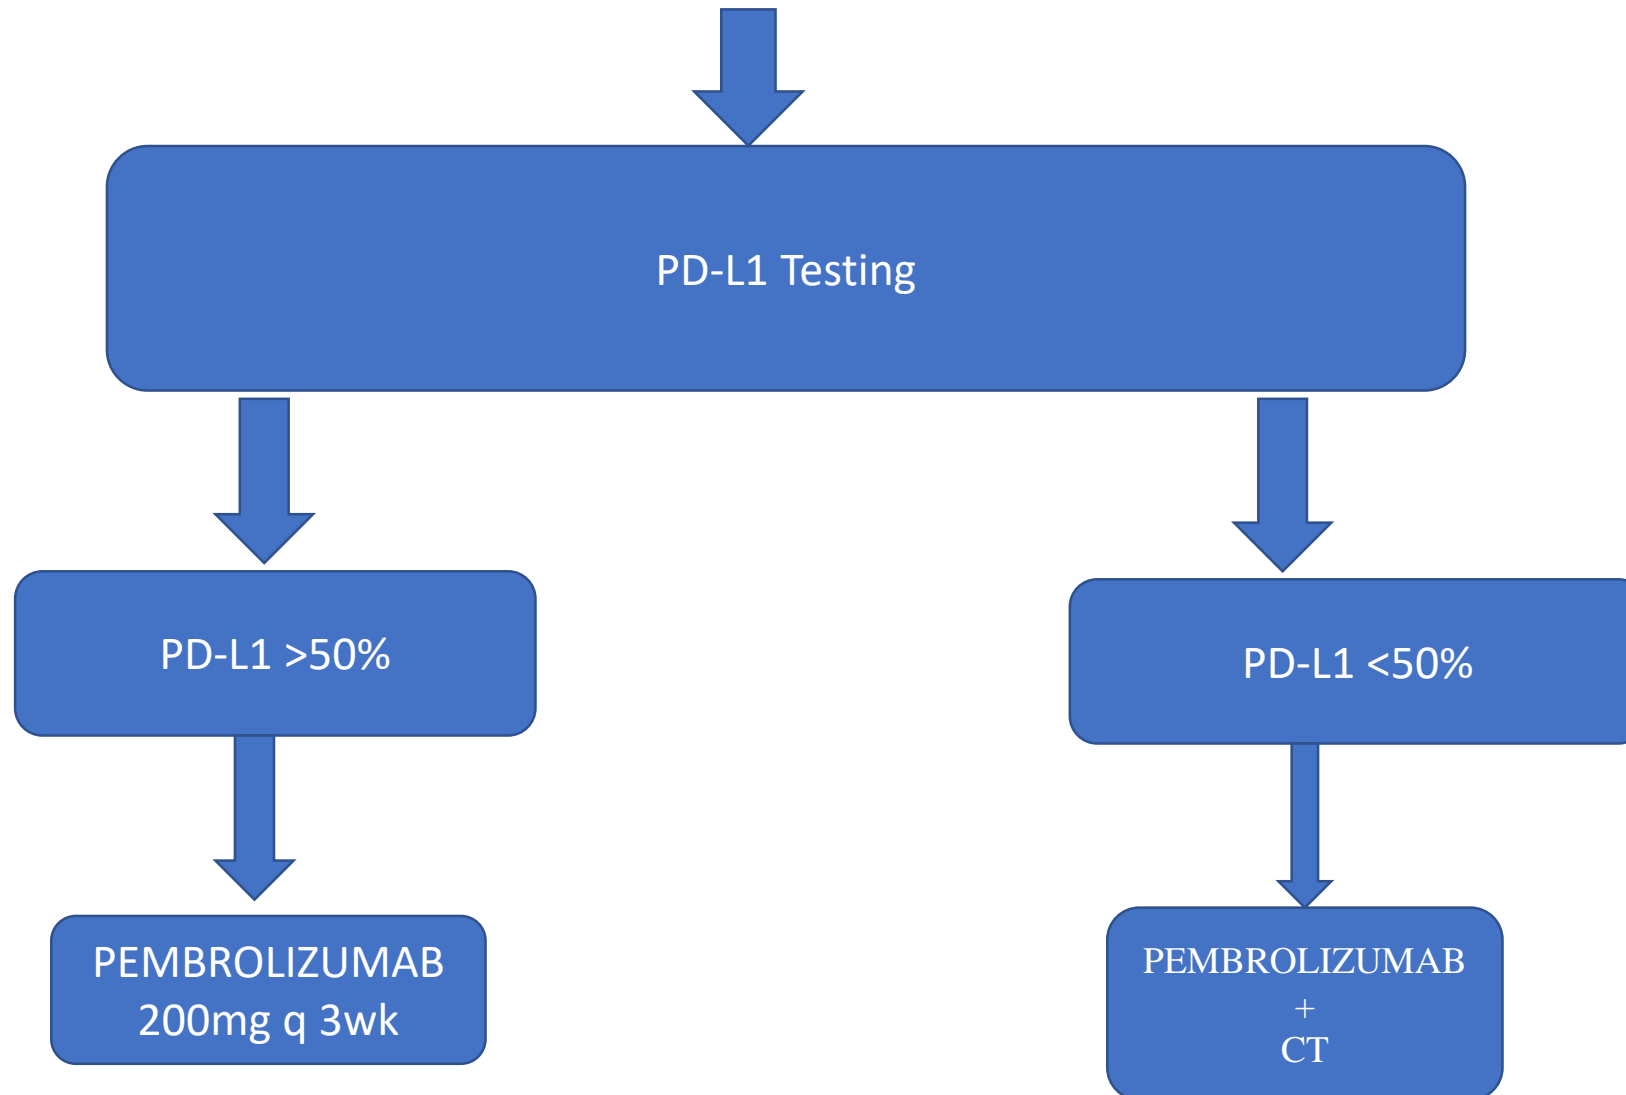 PD-L1 Testing
PD-L1 >50%
PD-L1 <50%
PEMBROLIZUMAB
200mg q 3wk
PEMBROLIZUMAB
+
CT